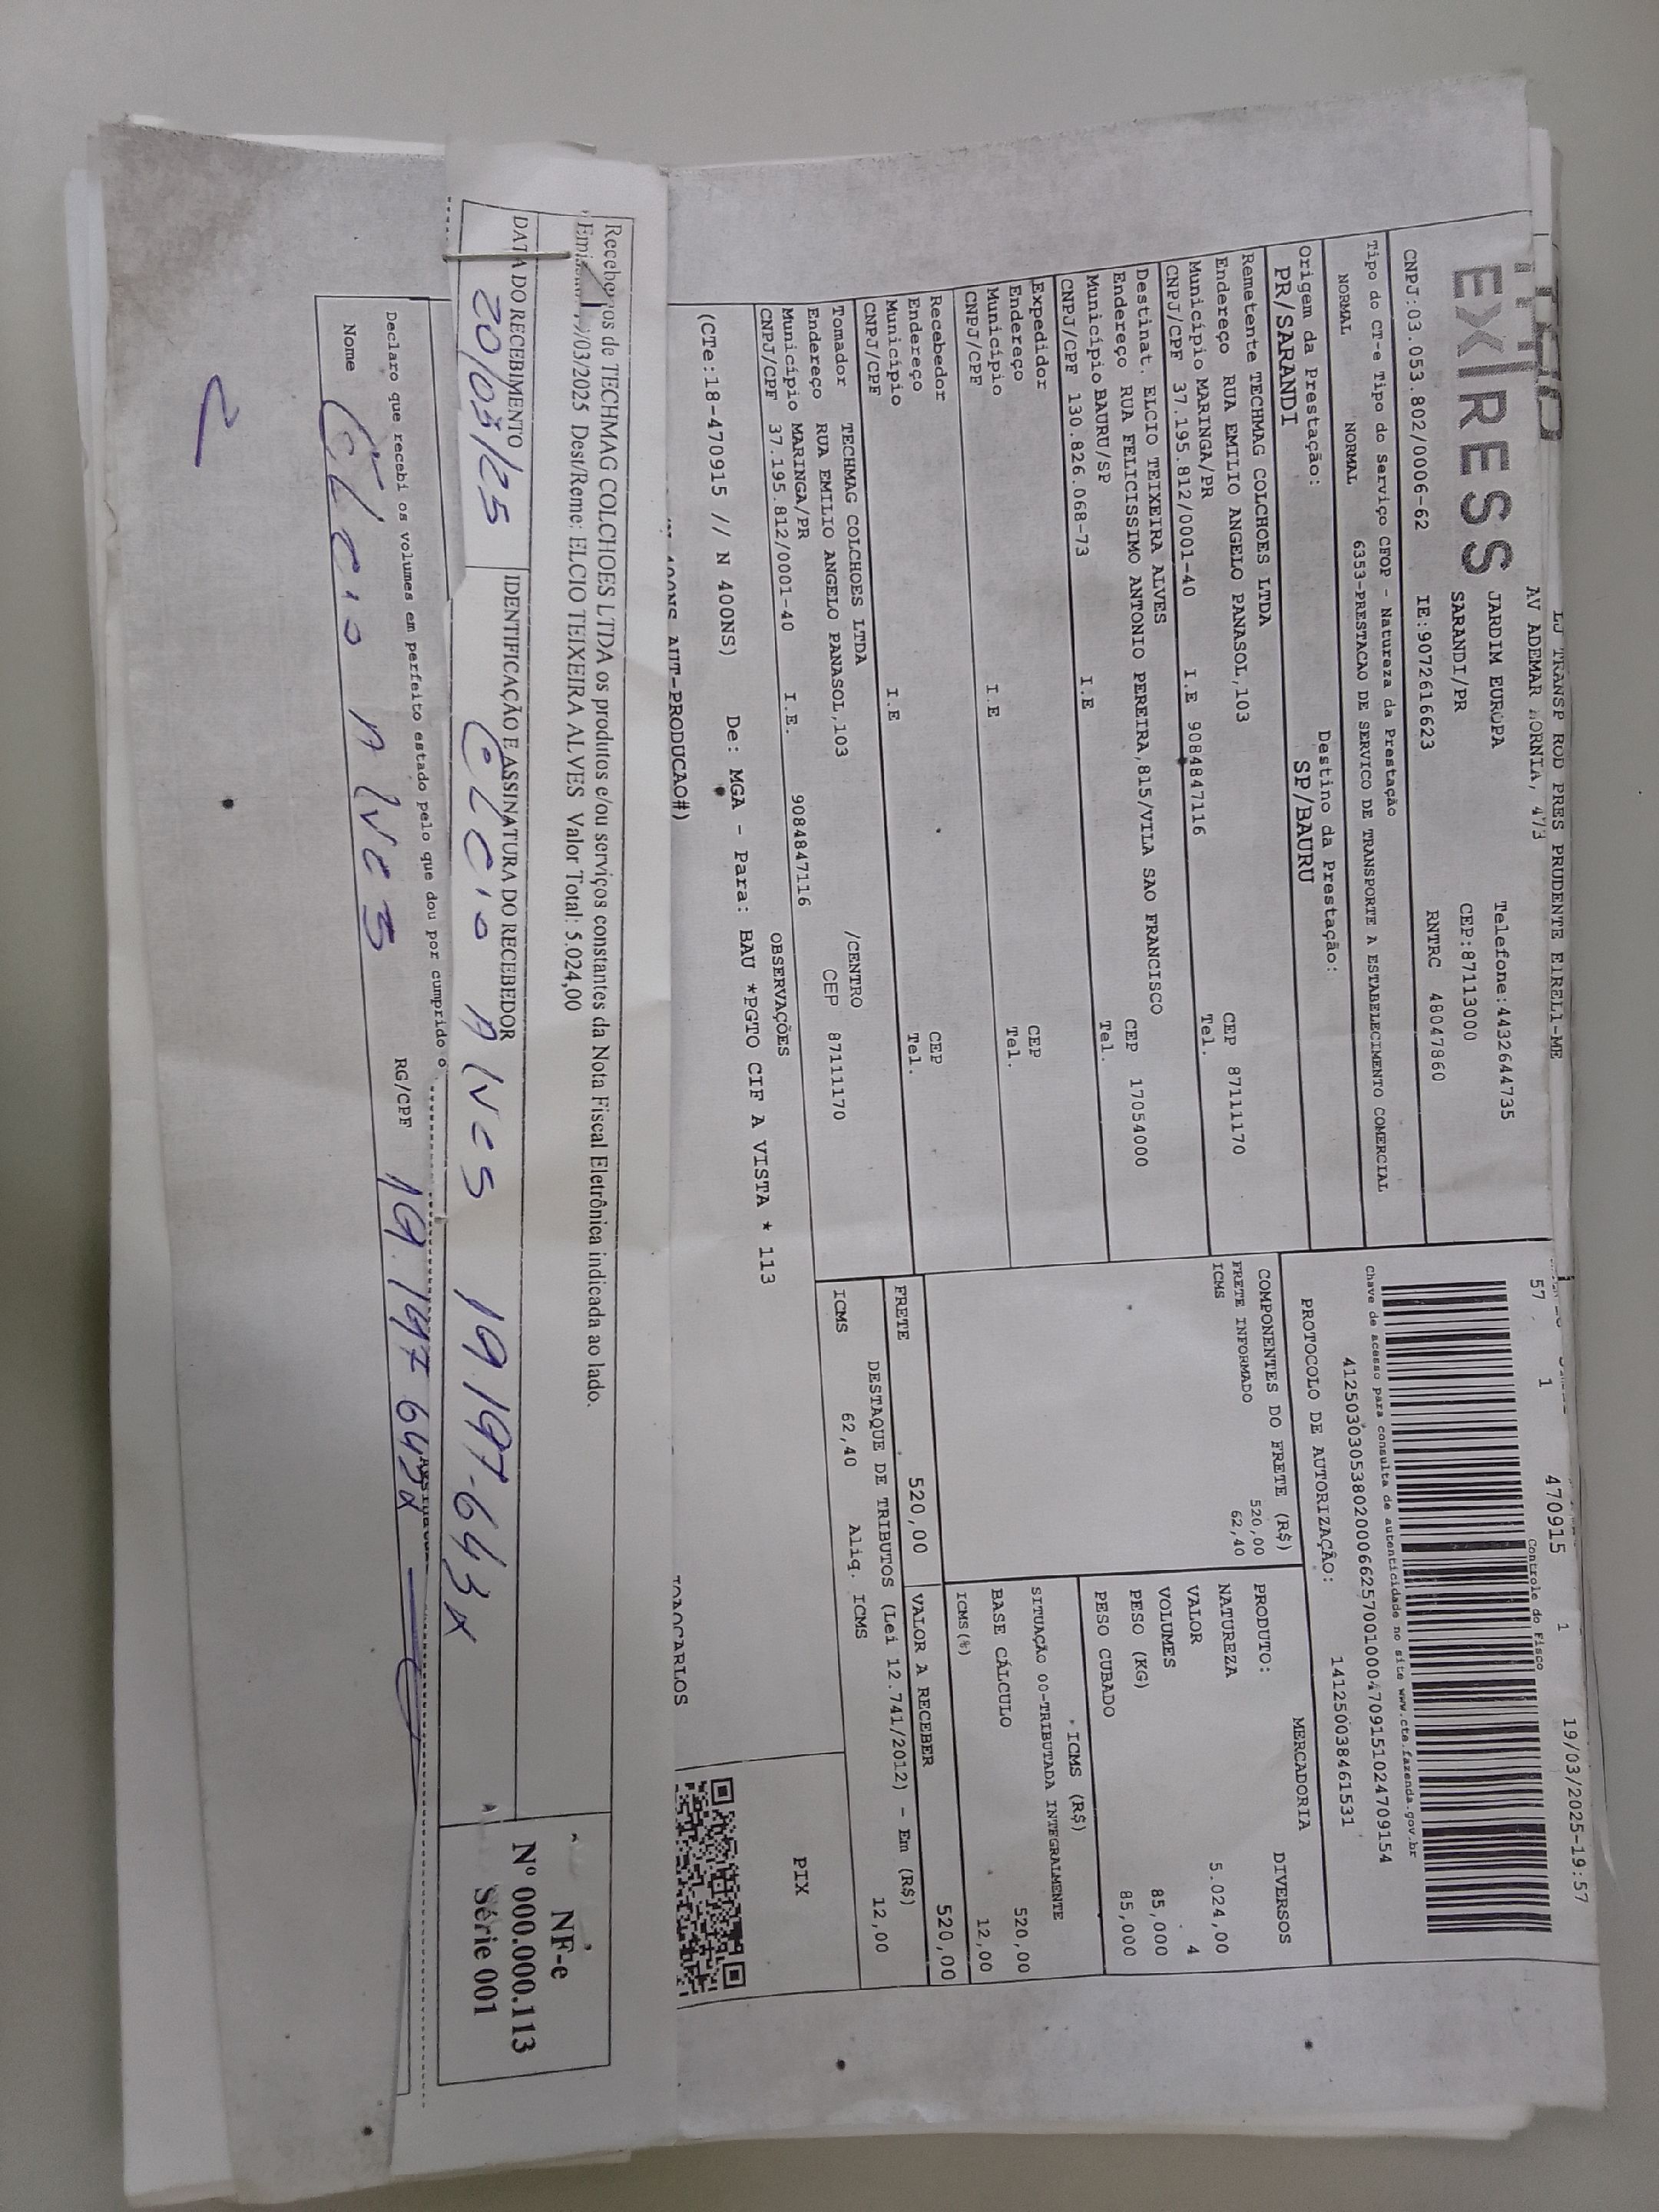 LJ TRANSP ROD PRES PRUDENTE EIRELI-ME
AV ADEMAR BORNIA, 473
EXPRESS
JARDIM EUROPA Telefone:4432644735
SARANDI/PR CEP:87113000
CNPJ:03.053.802/0006-62 IE:9072616623 RNTRC 48047860
Tipo do CT-e Tipo do Serviço CFOP - Natureza da Prestação
NORMAL NORMAL 6353-PRESTACAO DE SERVICO DE TRANSPORTE A ESTABELECIMENTO COMERCIAL
Origem da Prestação: Destino da Prestação:
PR/SARANDI SP/BAURU
Remetente TECHMAG COLCHOES LTDA
Endereço RUA EMILIO ANGELO PANASOL,103 CEP 87111170
Município MARINGA/PR Tel.
CNPJ/CPF 37.195.812/0001-40 I.E 9084847116
Destinat. ELCIO TEIXEIRA ALVES
Endereço RUA FELICISSIMO ANTONIO PEREIRA,815/VILA SAO FRANCISCO CEP 17054000
Município BAURU/SP Tel.
CNPJ/CPF 130.826.068-73 I.E
Expedidor
Endereço CEP
Município Tel.
CNPJ/CPF I.E
Recebedor
Endereço CEP
Município Tel.
CNPJ/CPF I.E
Tomador TECHMAG COLCHOES LTDA /CENTRO
Endereço RUA EMILIO ANGELO PANASOL,103 CEP 87111170
Município MARINGA/PR
CNPJ/CPF 37.195.812/0001-40 I.E. 9084847116
57 1 470915 1 19/03/2025-19:57
Controle do Fisco
Chave de acesso para consulta de autenticidade no site www.cte.fazenda.gov.br
41250303053802000662570010004709151024709154
PROTOCOLO DE AUTORIZAÇÃO: 141250038461531
COMPONENTES DO FRETE (R$)
FRETE INFORMADO 520,00
ICMS 62,40
MERCADORIA
PRODUTO: DIVERSOS
NATUREZA
VALOR 5.024,00
VOLUMES 4
PESO (KG) 85,000
PESO CUBADO 85,000
ICMS (R$)
SITUAÇÃO 00-TRIBUTADA INTEGRALMENTE
BASE CÁLCULO 520,00
ICMS(%) 12,00
FRETE 520,00 VALOR A RECEBER 520,00
DESTAQUE DE TRIBUTOS (Lei 12.741/2012) - Em (R$)
ICMS 62,40 Aliq. ICMS 12,00
OBSERVAÇÕES
(CTe:18-470915 // N 400NS) De: MGA - Para: BAU *PGTO CIF A VISTA * 113
PIX
400NS AUT-PRODUCAO#)
Recebemos de TECHMAG COLCHOES LTDA os produtos e/ou serviços constantes da Nota Fiscal Eletrônica indicada ao lado.
/03/2025 Dest/Reme: ELCIO TEIXEIRA ALVES Valor Total: 5.024,00
DATA DO RECEBIMENTO IDENTIFICAÇÃO E ASSINATURA DO RECEBEDOR
20/03/25 Elcio Alves 19.197.643x
NF-e
Nº 000.000.113
Série 001
Declaro que recebi os volumes em perfeito estado pelo que dou por cumprido o
Nome Elcio Alves RG/CPF 19.197 643x